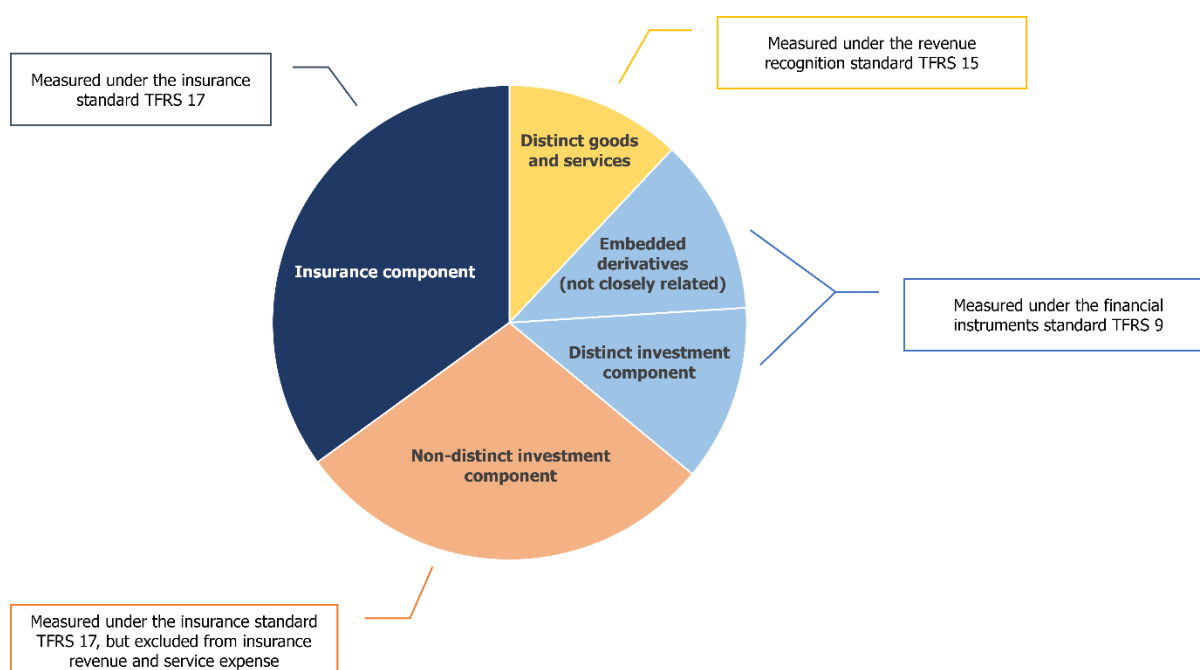 Measured under the revenue
recognition standard TFRS 15
Measured under the insurance
standard TFRS 17
Distinct goods
and services
Embedded
derivatives
(not closely related)
Insurance component
Measured under the financial
instruments standard TFRS 9
Distinct investment
component
Non-distinct investment
component
Measured under the insurance standard
TFRS 17, but excluded from insurance
revenue and service expense